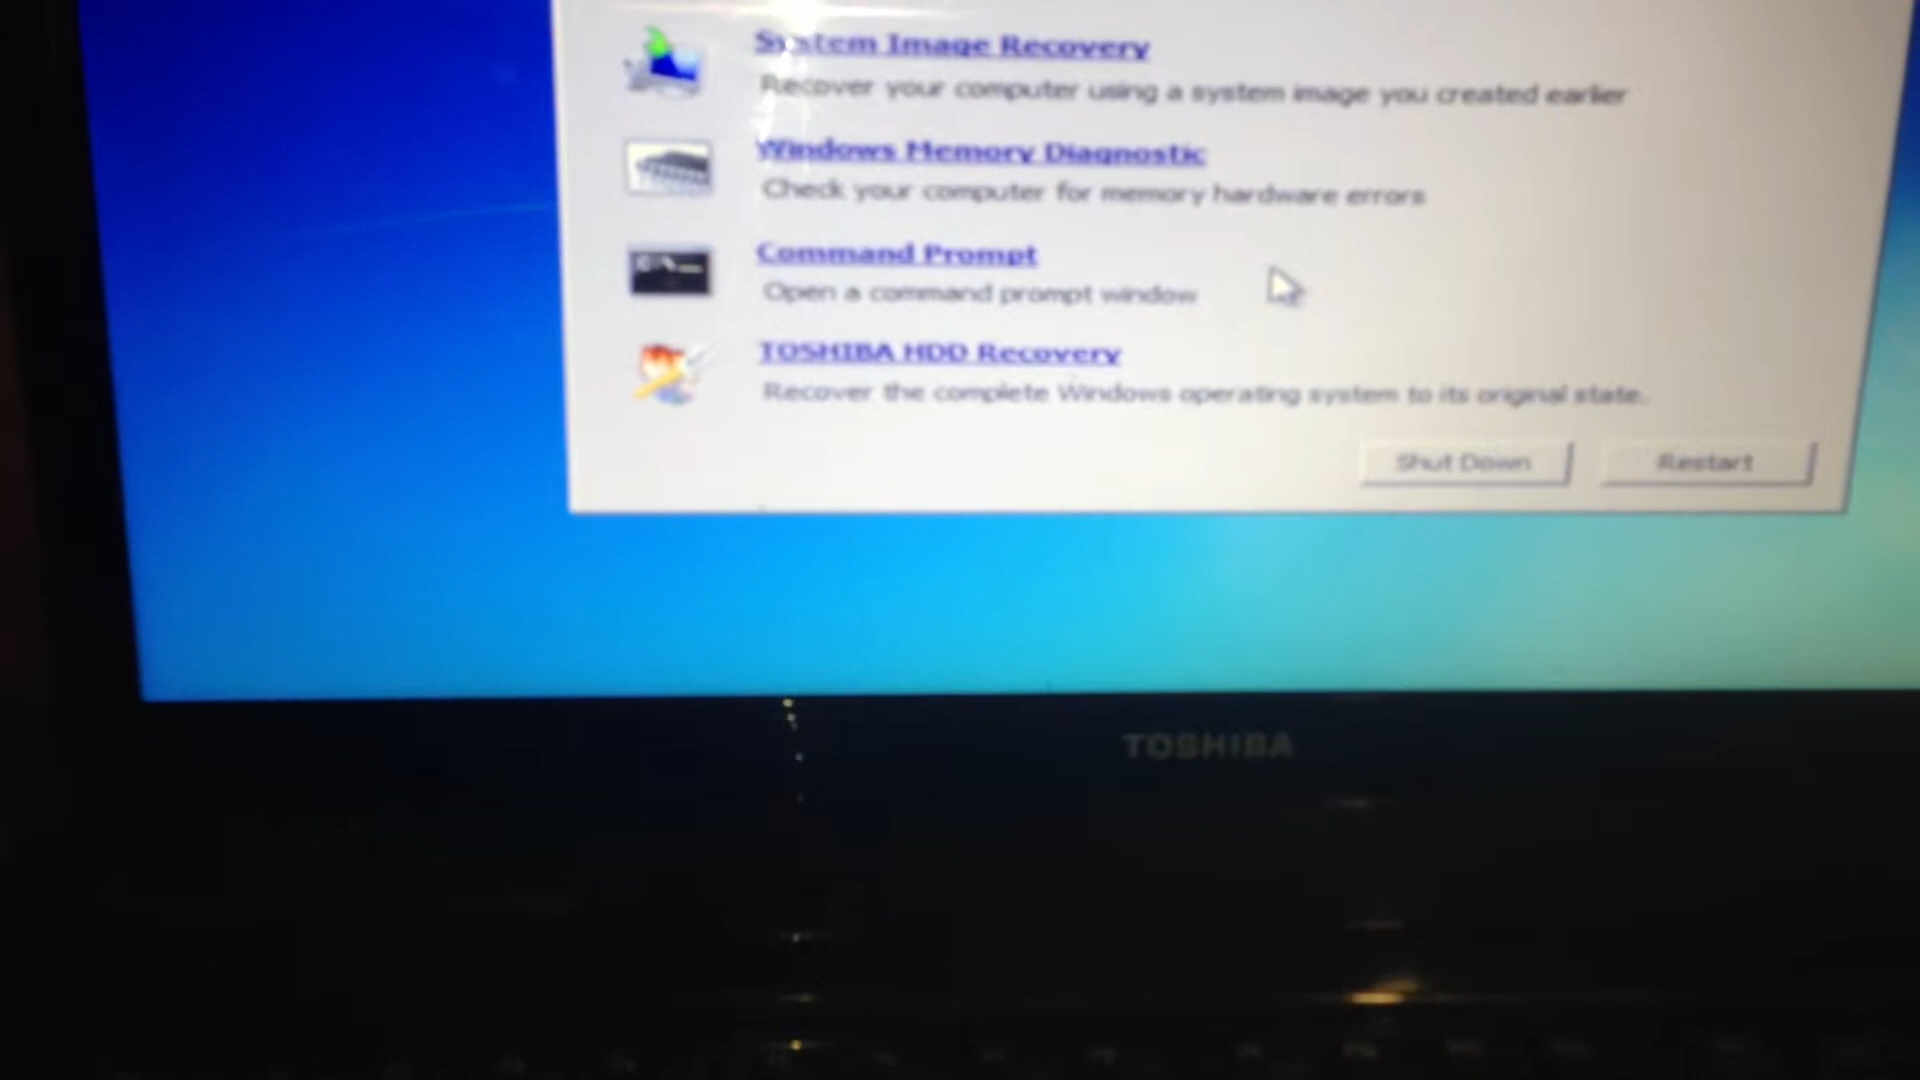 System Image Recovery
Recover your computer using a system image you created earlier
Windows Memory Diagnostic
Check your computer for memory hardware errors
Command Prompt
Open a command prompt window
TOSHIBA HDD Recovery
Recover the complete Windows operating system to its original state.
Shut Down
Restart
TOSHIBA